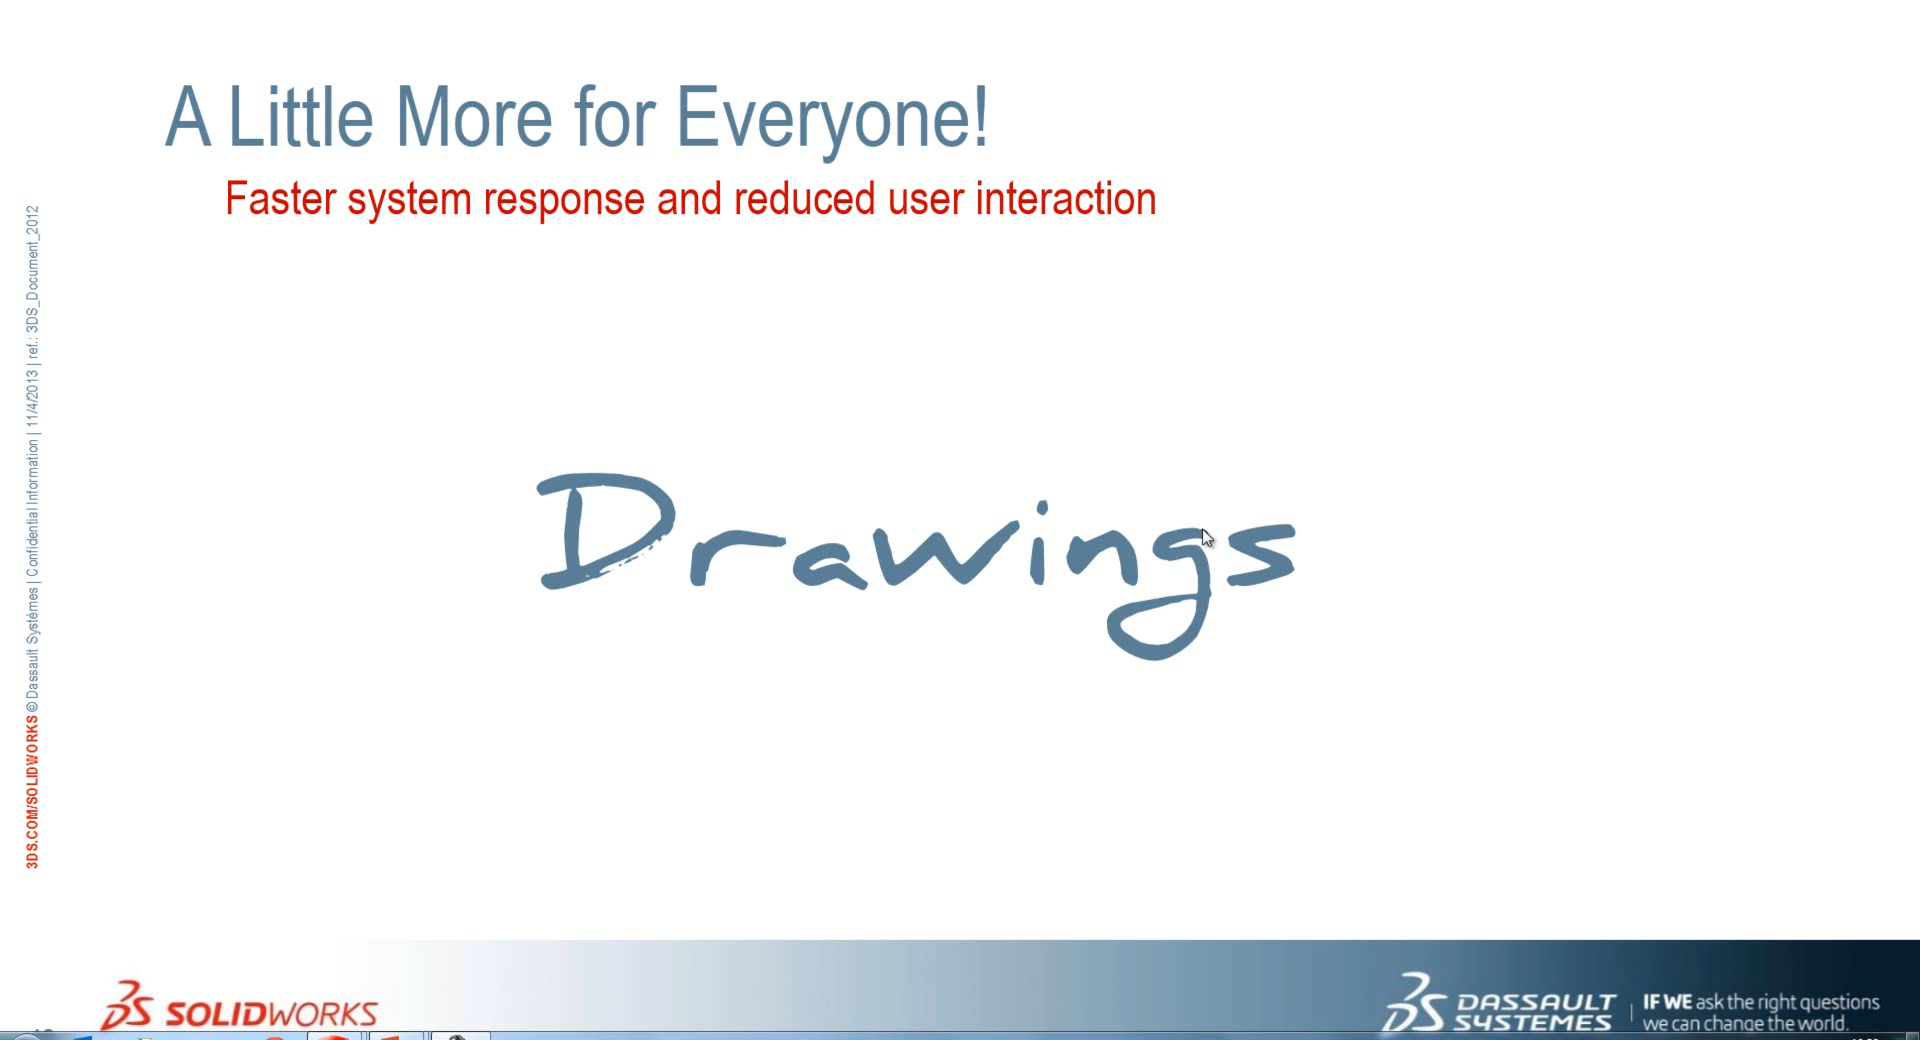 A Little More for Everyone!
Faster system response and reduced user interaction
3DS.COM/SOLIDWORKS © Dassault Systèmes | Confidential Information | 11/4/2013 | ref.: 3DS_Document_2012
Drawings
SOLIDWORKS
DASSAULT SYSTEMES
IF WE ask the right questions
we can change the world.